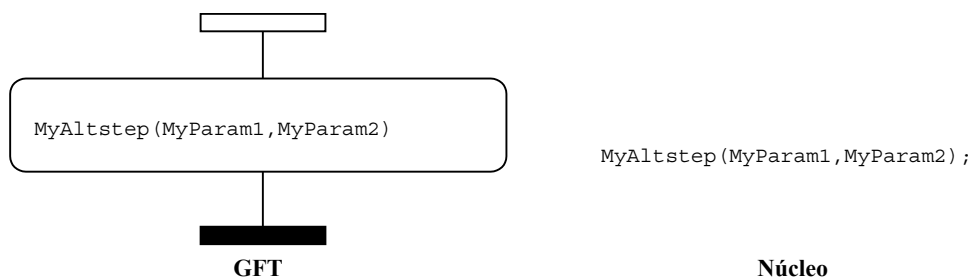 MyAltstep(MyParam1,MyParam2)
MyAltstep(MyParam1,MyParam2);
GFT
Núcleo